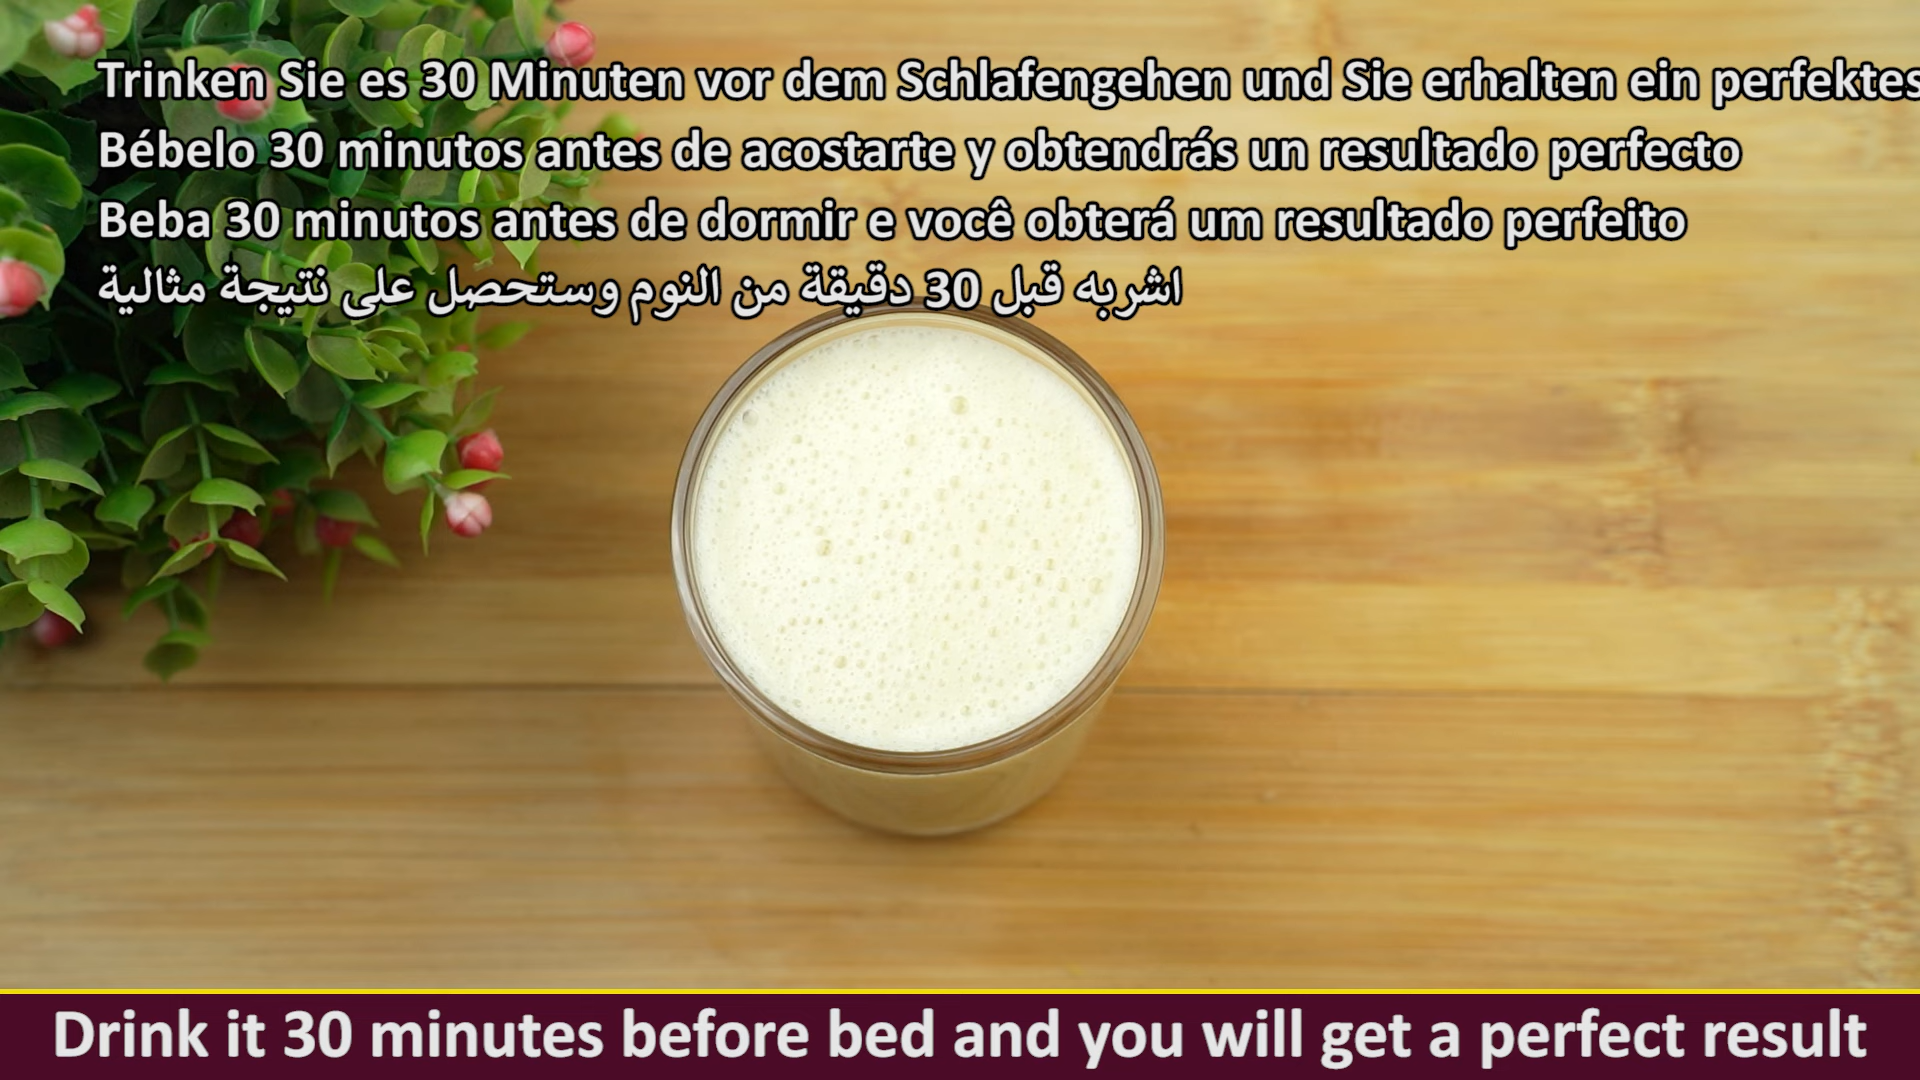 Trinken Sie es 30 Minuten vor dem Schlafengehen und Sie erhalten ein perfektes
Bébelo 30 minutos antes de acostarte y obtendrás un resultado perfecto
Beba 30 minutos antes de dormir e você obterá um resultado perfeito
اشربه قبل 30 دقيقة من النوم وستحصل على نتيجة مثالية
Drink it 30 minutes before bed and you will get a perfect result